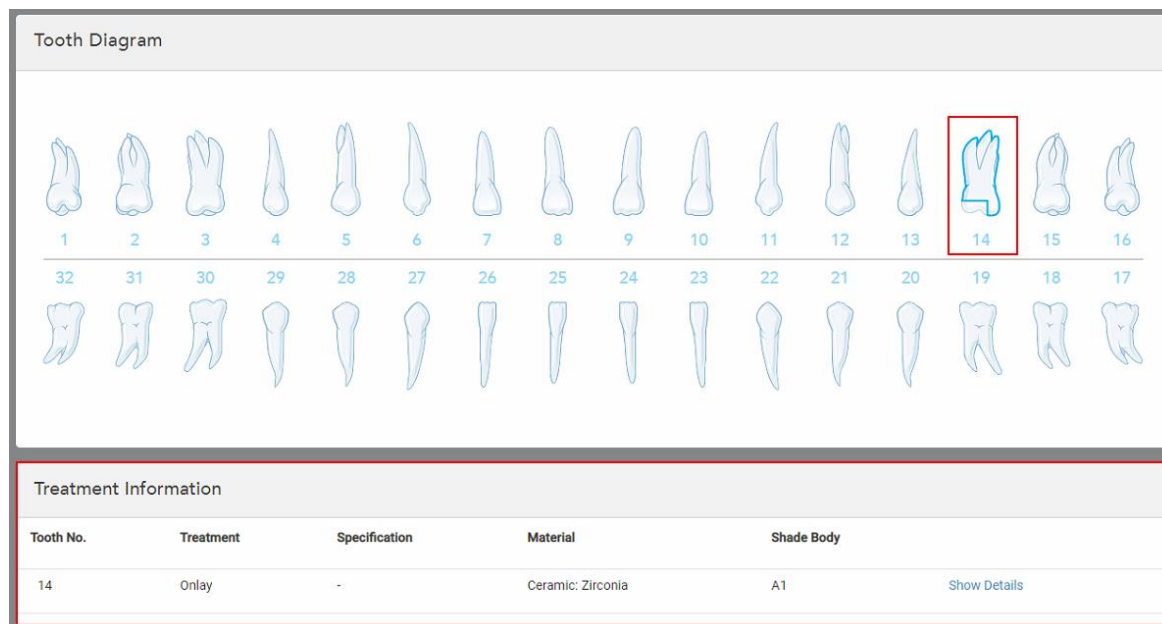 Tooth Diagram
1 2 3 4 5 6 7 8 9 10 11 12 13 14 15 16
32 31 30 29 28 27 26 25 24 23 22 21 20 19 18 17
Treatment Information
Tooth No. Treatment Specification Material Shade Body
14 Onlay - Ceramic: Zirconia A1 Show Details